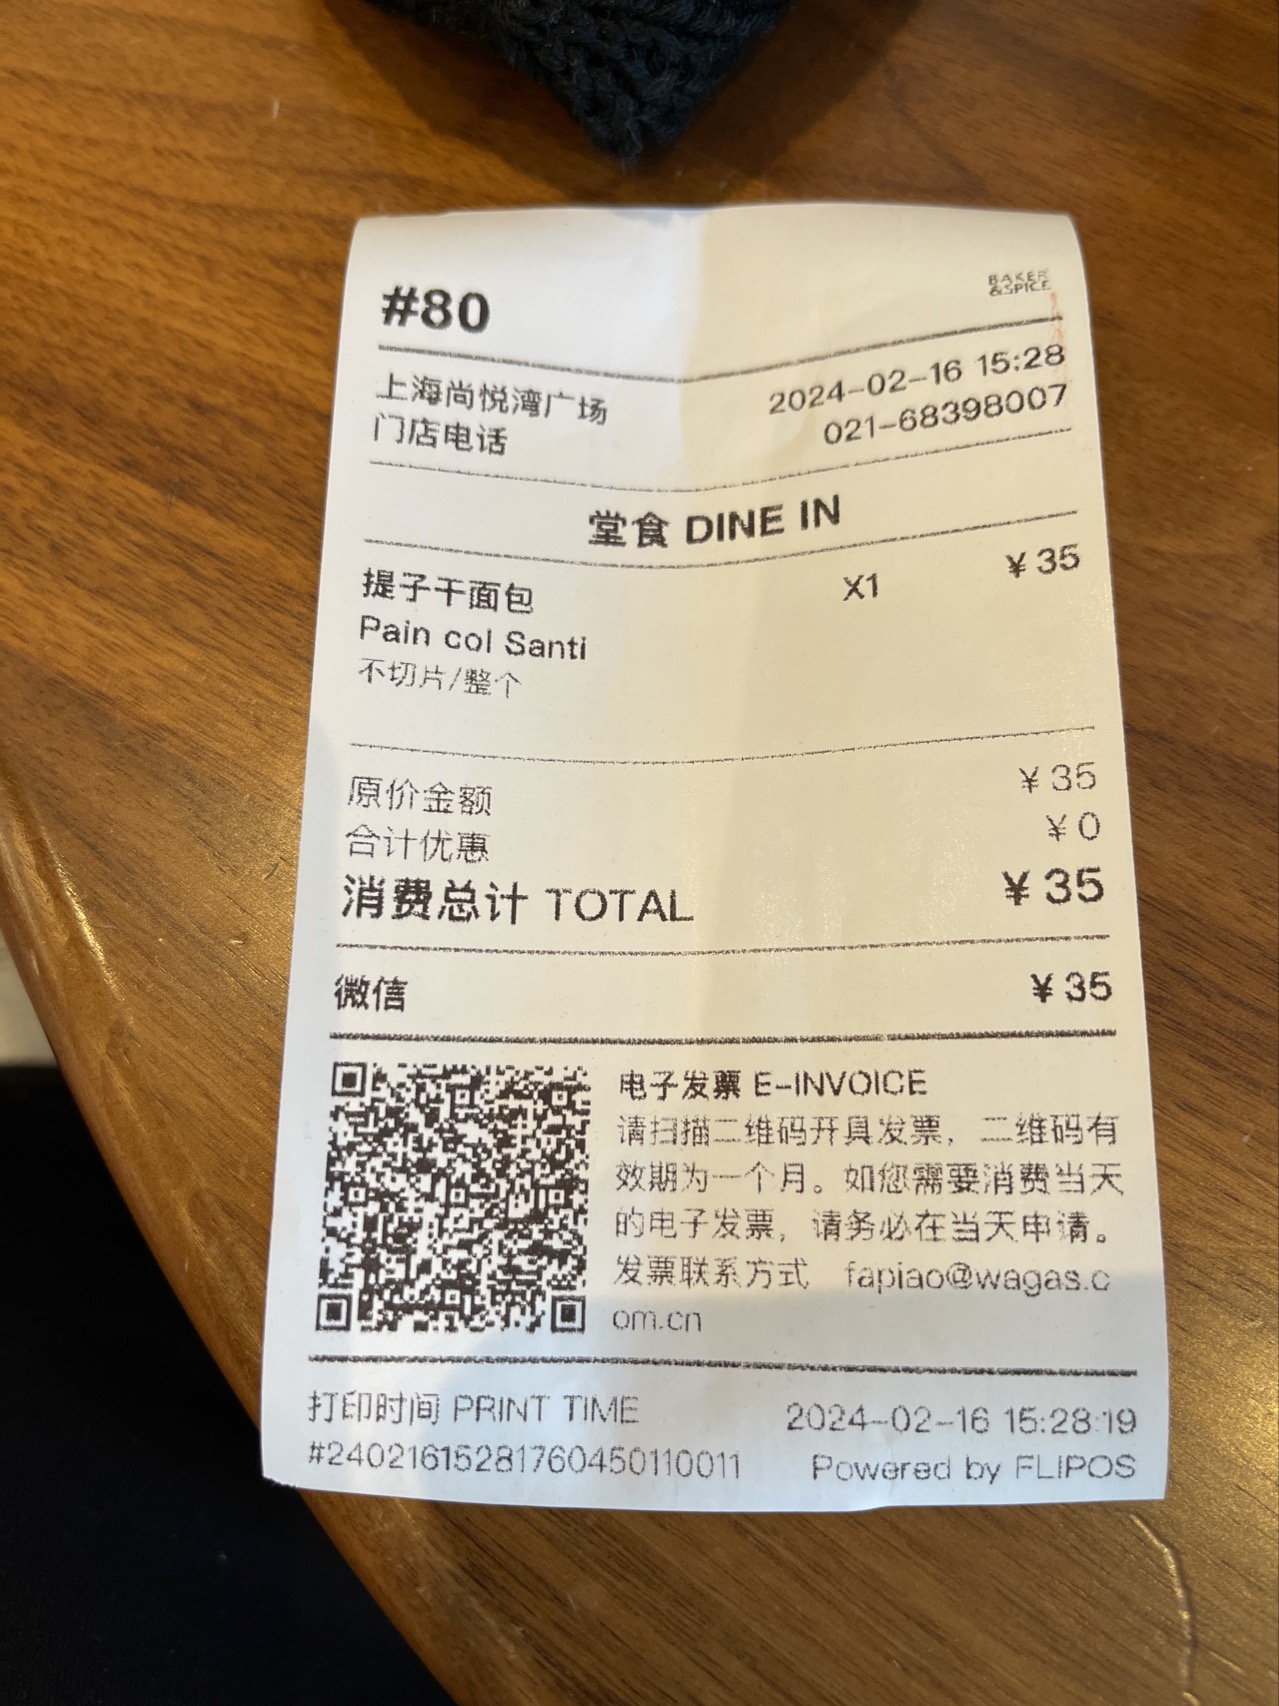 #80
BAKER
&SPICE
上海尚悦湾广场 2024-02-16 15:28
门店电话 021-68398007
堂食 DINE IN
提子干面包 X1 ¥35
Pain col Santi
不切片/整个
原价金额 ¥35
合计优惠 ¥0
消费总计 TOTAL ¥35
微信 ¥35
电子发票 E-INVOICE
请扫描二维码开具发票，二维码有
效期为一个月。如您需要消费当天
的电子发票，请务必在当天申请。
发票联系方式 fapiao@wagas.c
om.cn
打印时间 PRINT TIME 2024-02-16 15:28:19
#24021615281760450110011 Powered by FLIPOS